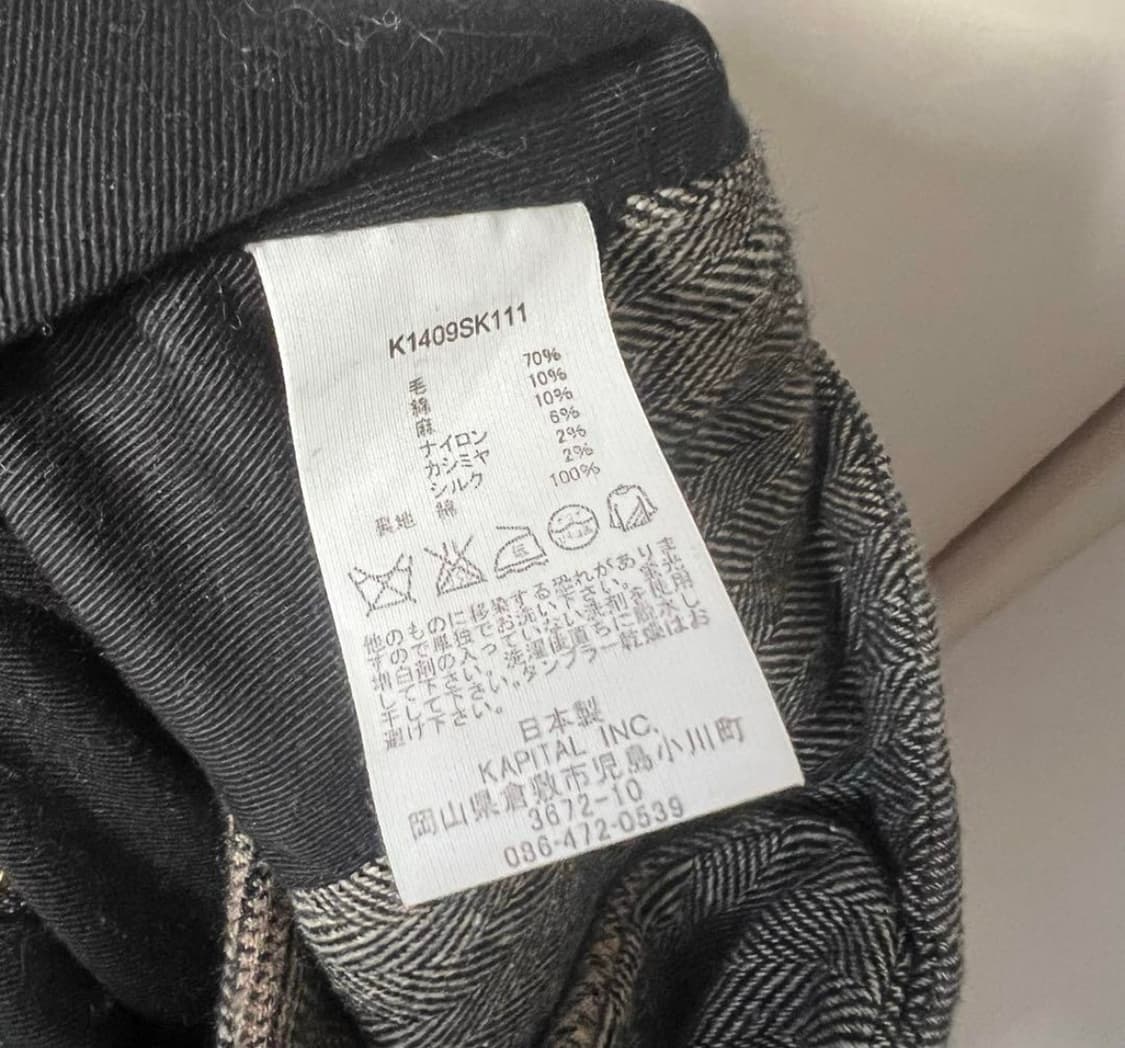 K1409SK111
毛 70%
綿 10%
麻 10%
ナイロン 6%
カシミヤ 2%
シルク 2%
裏地 綿 100%
他のものに移染する恐れがありま
すので単独でお洗い下さい。蛍光
増白剤の入っていない洗剤を使用
して下さい。洗濯後直ちに脱水し
干して下さい。タンブラー乾燥はお
避け下さい。
日本製
KAPITAL INC.
岡山県倉敷市児島小川町
3672-10
086-472-0539